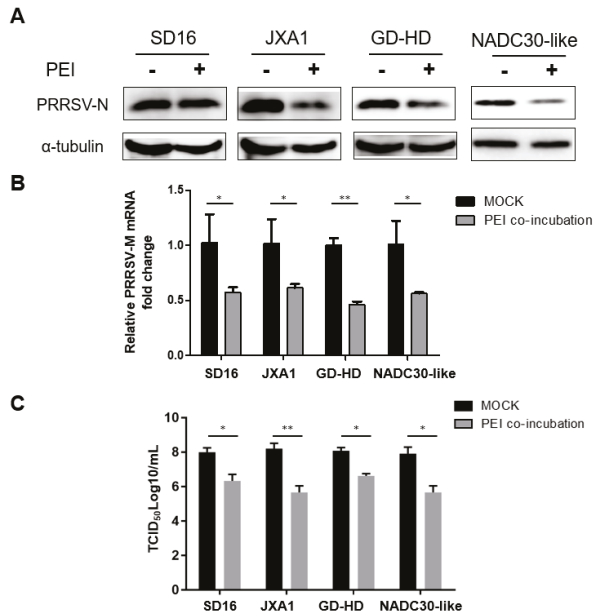 A
SD16 JXA1 GD-HD NADC30-like
PEI - + - + - + - +
PRRSV-N
α-tubulin
B
Relative PRRSV-M mRNA
fold change
1.5
1.0
0.5
0.0
* * ** *
MOCK
PEI co-incubation
SD16 JXA1 GD-HD NADC30-like
C
TCID50Log10/mL
10
8
6
4
2
0
* ** * *
MOCK
PEI co-incubation
SD16 JXA1 GD-HD NADC30-like